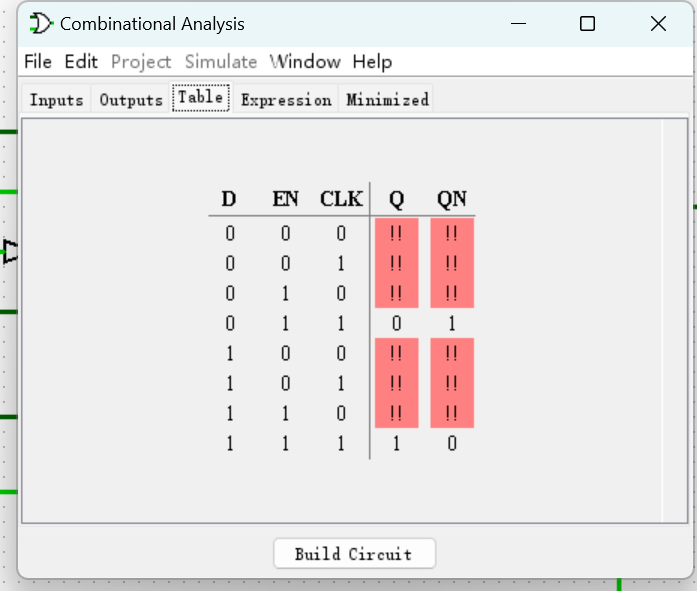 Combinational Analysis
File Edit Project Simulate Window Help
Inputs Outputs Table Expression Minimized
D EN CLK Q QN
0 0 0 !! !!
0 0 1 !! !!
0 1 0 !! !!
0 1 1 0 1
1 0 0 !! !!
1 0 1 !! !!
1 1 0 !! !!
1 1 1 1 0
Build Circuit